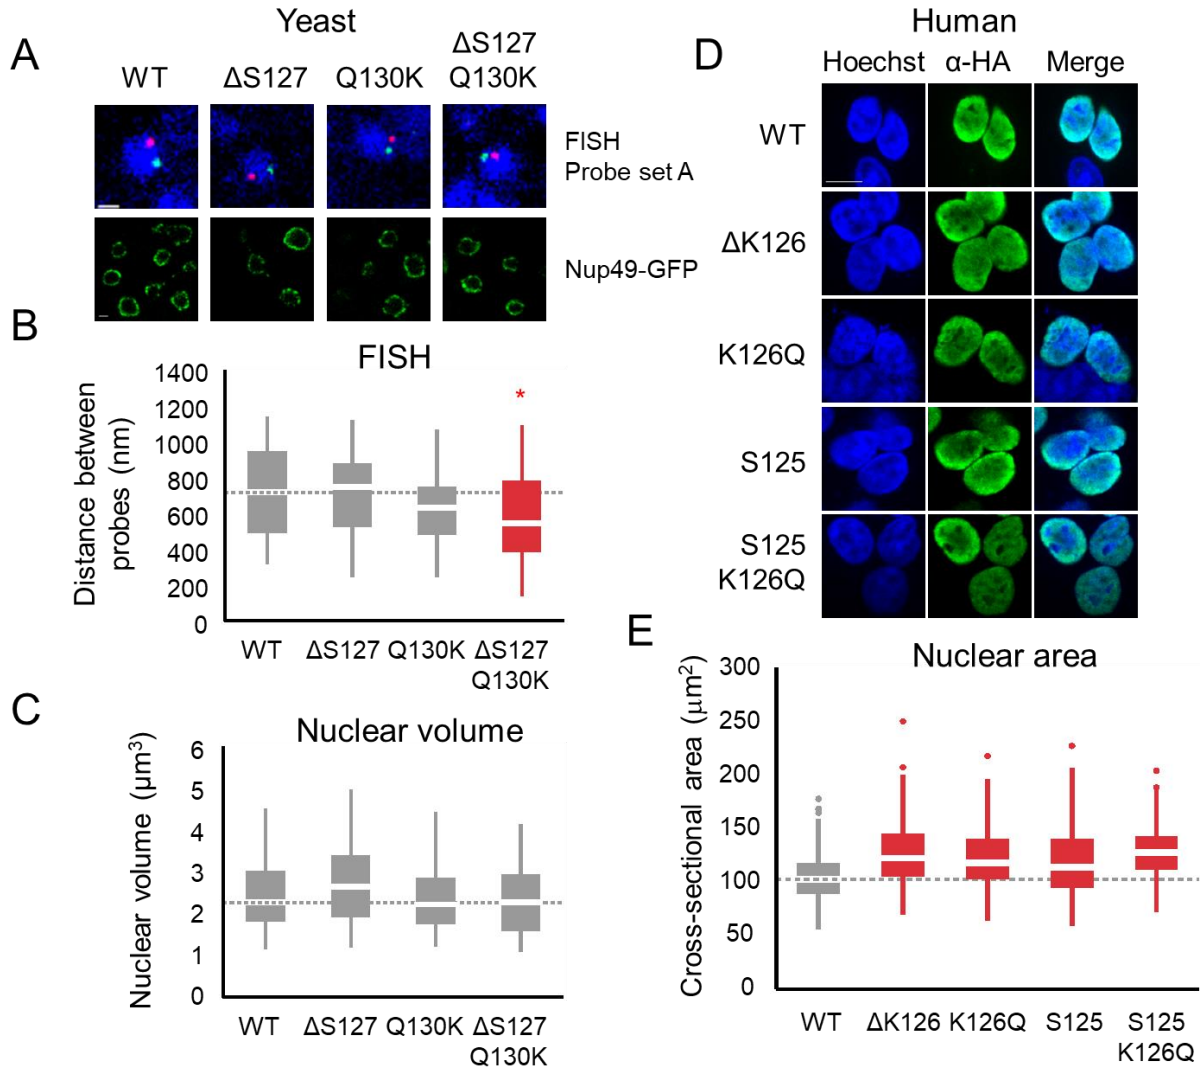 Yeast
A
WT
ΔS127
Q130K
ΔS127
Q130K
FISH
Probe set A
Nup49-GFP
B
FISH
Distance between
probes (nm)
1400
1200
1000
800
600
400
200
0
*
WT
ΔS127
Q130K
ΔS127
Q130K
C
Nuclear volume
Nuclear volume (μm³)
6
5
4
3
2
1
0
WT
ΔS127
Q130K
ΔS127
Q130K
Human
D
Hoechst
α-HA
Merge
WT
ΔK126
K126Q
S125
S125
K126Q
E
Nuclear area
Cross-sectional area (μm²)
300
250
200
150
100
50
0
WT
ΔK126
K126Q
S125
S125
K126Q